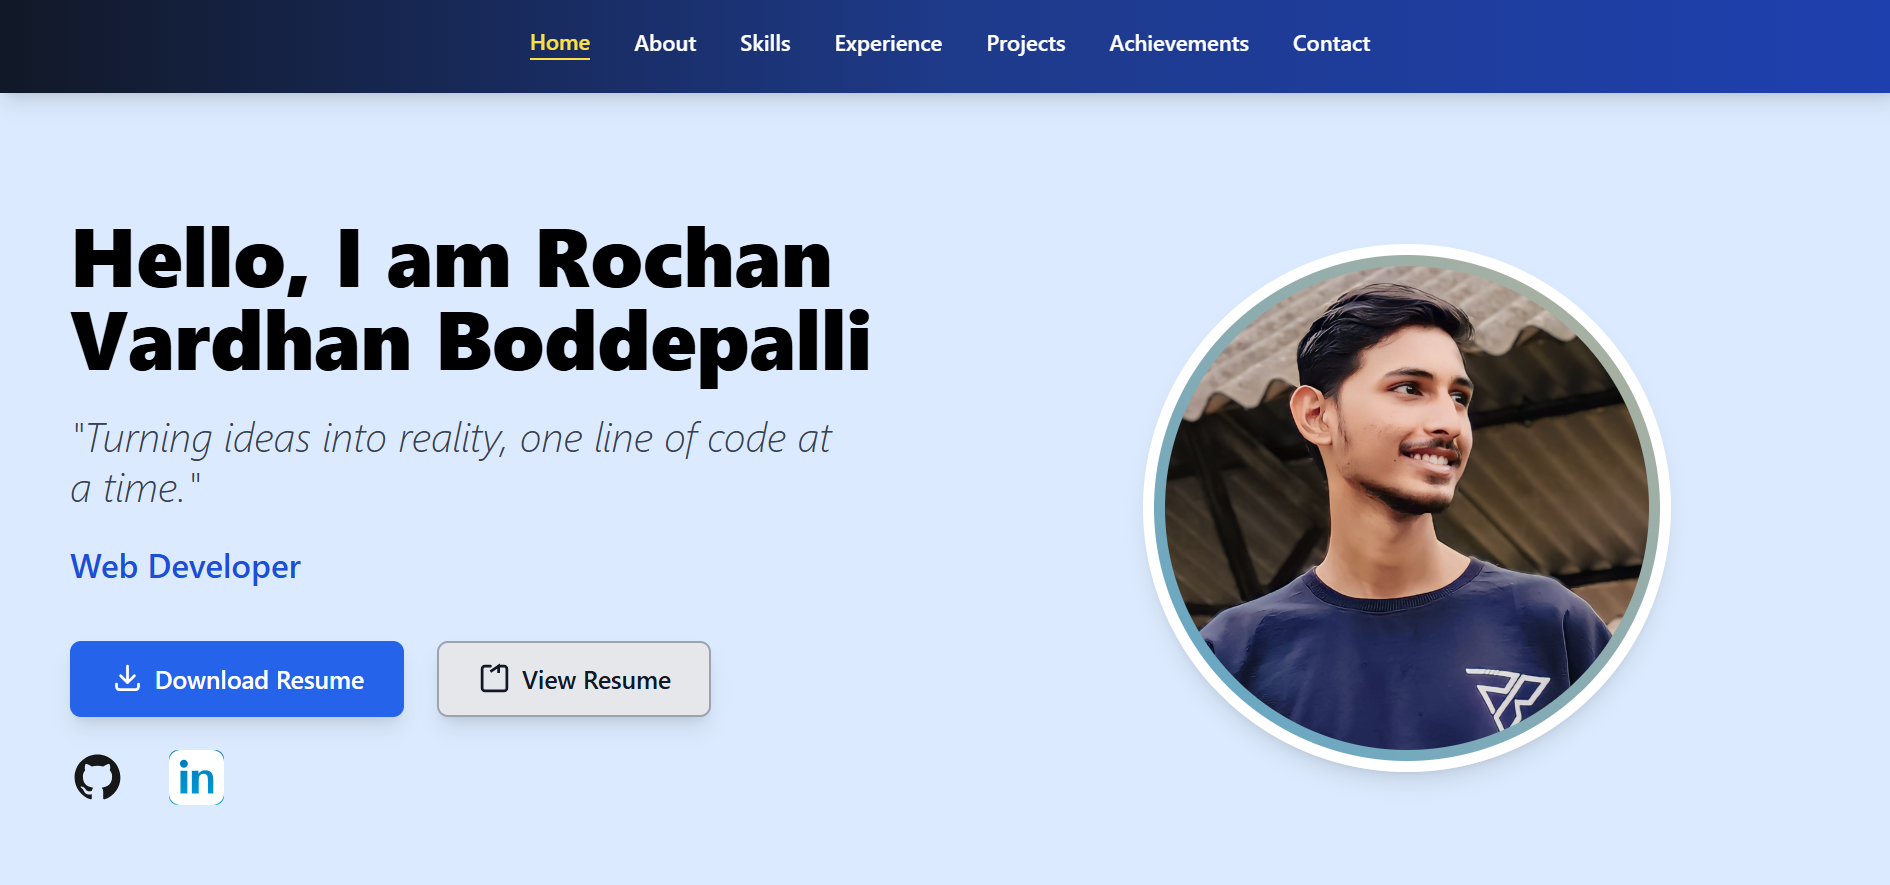 Home About Skills Experience Projects Achievements Contact
Hello, I am Rochan
Vardhan Boddepalli
"Turning ideas into reality, one line of code at
a time."
Web Developer
Download Resume View Resume
in